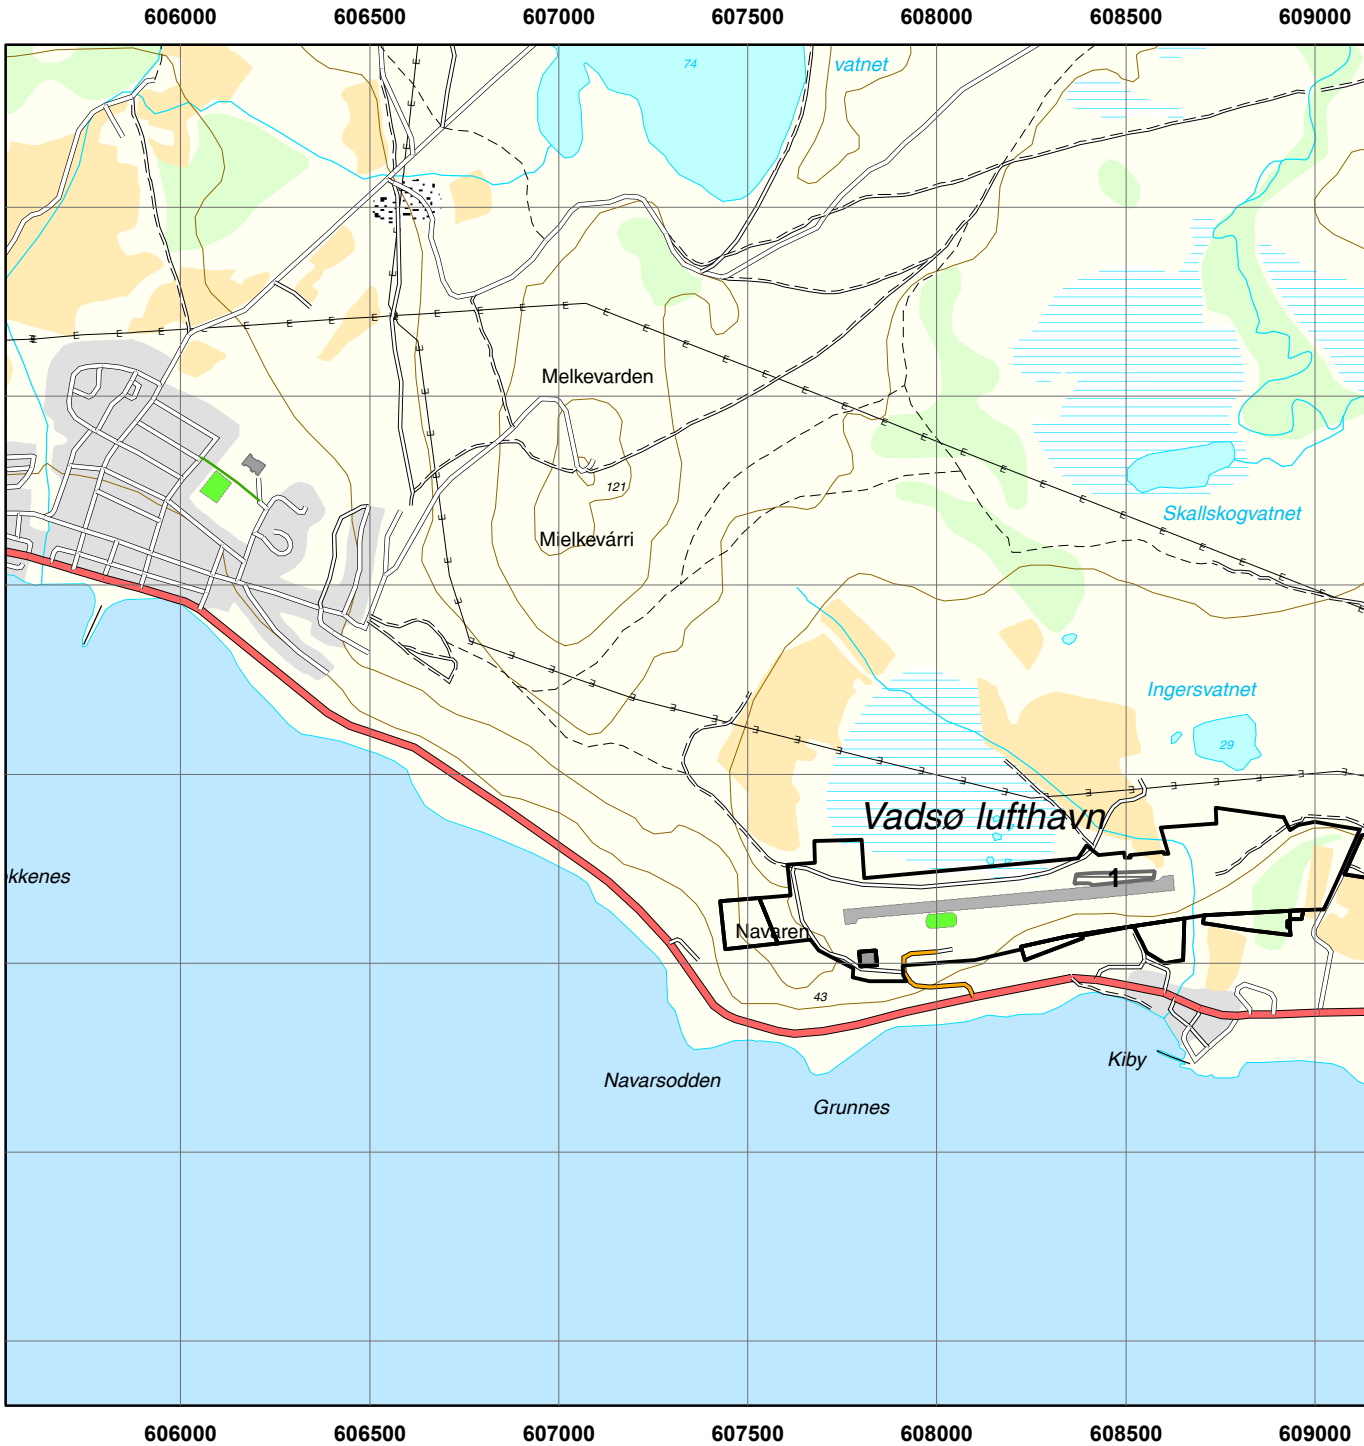 606000 606500 607000 607500 608000 608500 609000
74
vatnet
Melkevarden
121
Skallskogvatnet
Mielkevárri
Ingersvatnet
29
Vadsø lufthavn
kkenes
1
Navaren
43
Kiby
Navarsodden
Grunnes
606000 606500 607000 607500 608000 608500 609000